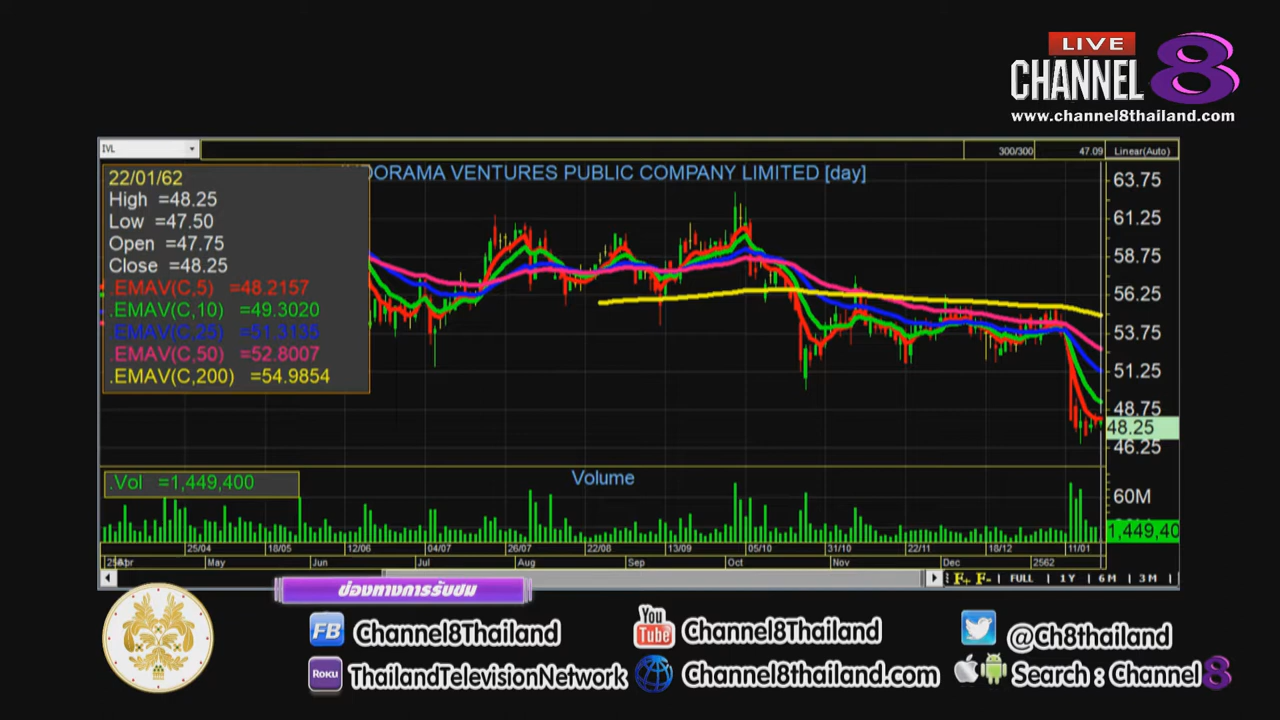 LIVE
CHANNEL 8
www.channel8thailand.com
IVL
300/300 47.09 Linear(Auto)
DORAMA VENTURES PUBLIC COMPANY LIMITED [day]
22/01/62
High =48.25
Low =47.50
Open =47.75
Close =48.25
.EMAV(C,5) =48.2157
.EMAV(C,10) =49.3020
.EMAV(C,25) =51.3135
.EMAV(C,50) =52.8007
.EMAV(C,200) =54.9854
63.75
61.25
58.75
56.25
53.75
51.25
48.75
48.25
46.25
.Vol =1,449,400
Volume
60M
1,449,40
25/04 18/05 12/06 04/07 26/07 22/08 13/09 05/10 31/10 22/11 18/12 11/01
Apr May Jun Jul Aug Sep Oct Nov Dec 2562
F+ F- FULL 1Y 6M 3M
ช่องทางการรับชม
FB Channel8Thailand
You Tube Channel8Thailand
@Ch8thailand
ROKU ThailandTelevisionNetwork
Channel8thailand.com
Search : Channel 8